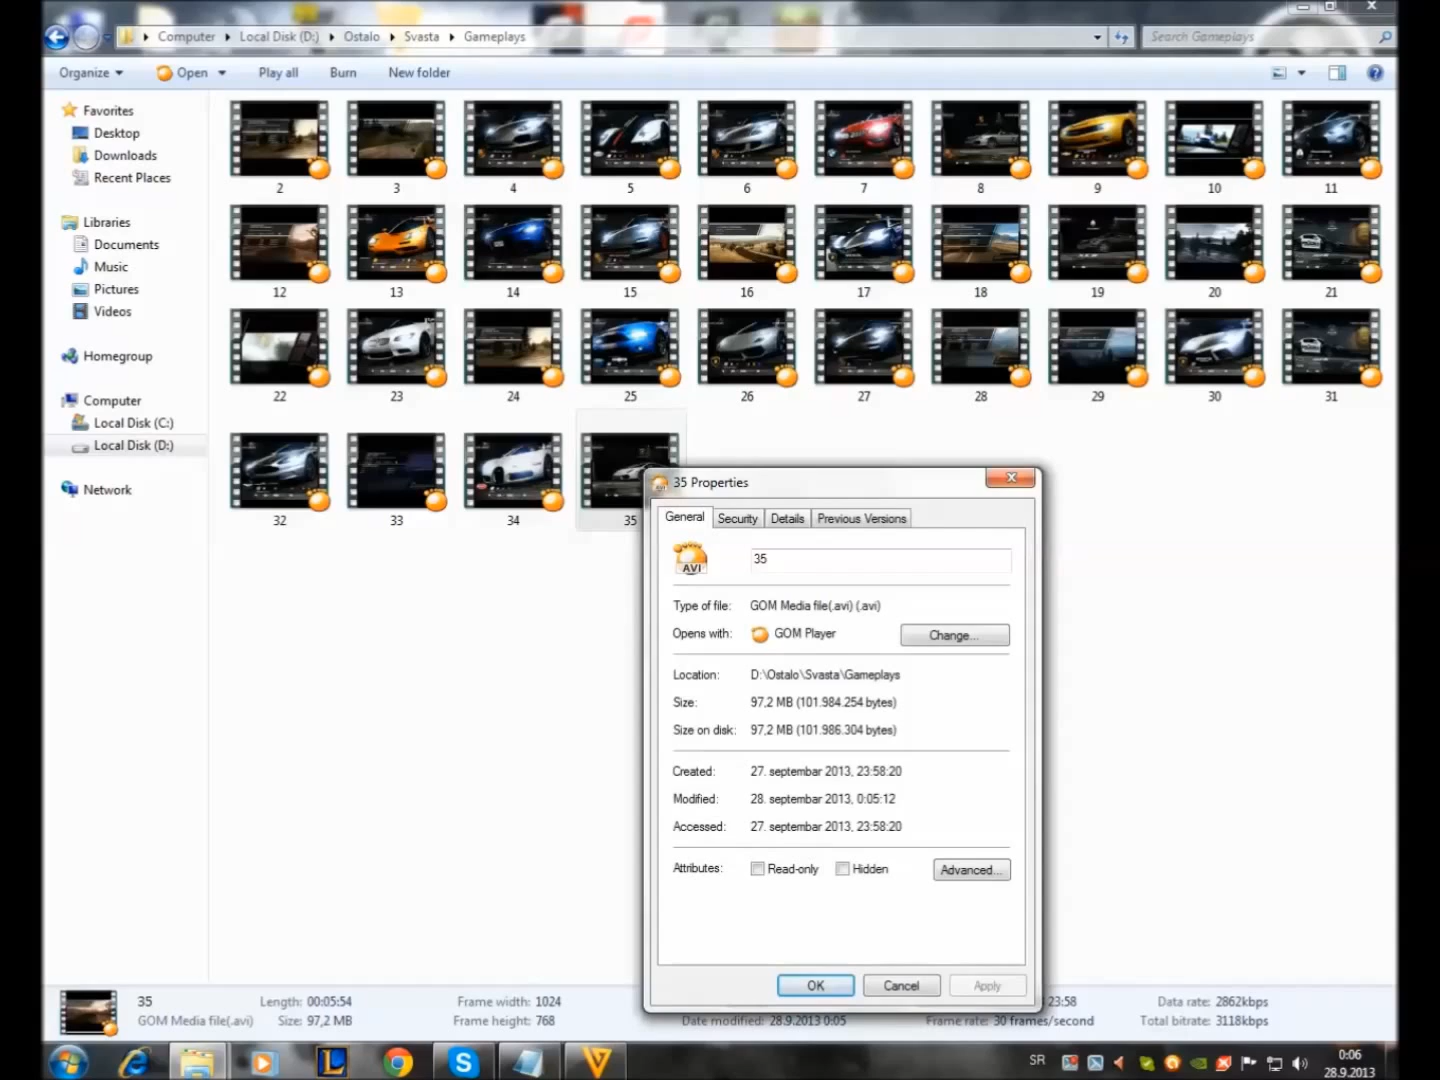 Computer ▸ Local Disk (D:) ▸ Ostalo ▸ Svasta ▸ Gameplays
Search Gameplays
Organize Open Play all Burn New folder
Favorites
Desktop
Downloads
Recent Places
Libraries
Documents
Music
Pictures
Videos
Homegroup
Computer
Local Disk (C:)
Local Disk (D:)
Network
2 3 4 5 6 7 8 9 10 11
12 13 14 15 16 17 18 19 20 21
22 23 24 25 26 27 28 29 30 31
32 33 34 35
35 Properties
General Security Details Previous Versions
AVI
35
Type of file: GOM Media file(.avi) (.avi)
Opens with: GOM Player Change...
Location: D:\Ostalo\Svasta\Gameplays
Size: 97,2 MB (101.984.254 bytes)
Size on disk: 97,2 MB (101.986.304 bytes)
Created: 27. septembar 2013, 23:58:20
Modified: 28. septembar 2013, 0:05:12
Accessed: 27. septembar 2013, 23:58:20
Attributes: Read-only Hidden Advanced...
OK Cancel Apply
35 Length: 00:05:54 Frame width: 1024 23:58 Data rate: 2862kbps
GOM Media file(.avi) Size: 97,2 MB Frame height: 768 Date modified: 28.9.2013 0:05 Frame rate: 30 frames/second Total bitrate: 3118kbps
SR 0:06
28.9.2013